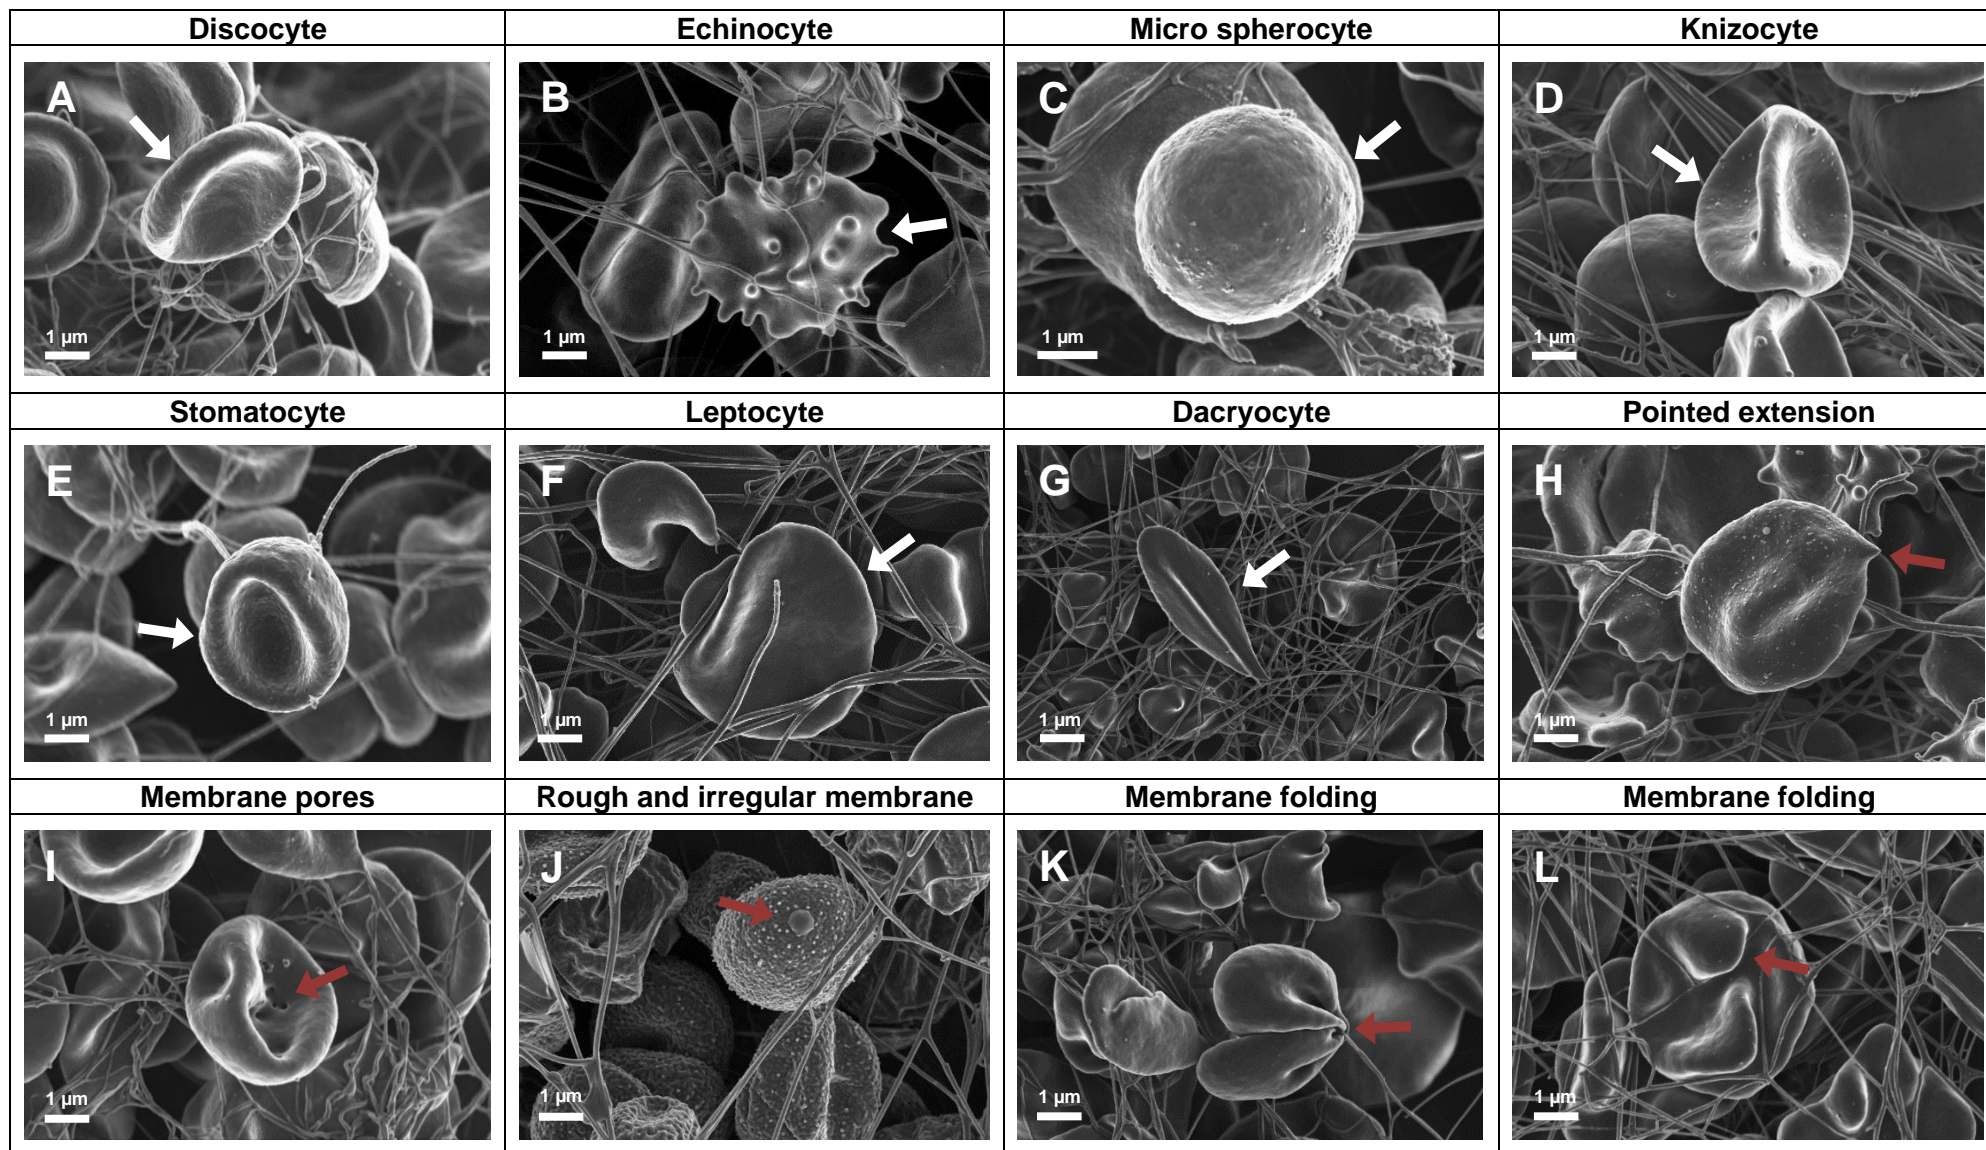 Discocyte
Echinocyte
Micro spherocyte
Knizocyte
A
B
C
D
1 µm
1 µm
1 µm
1 µm
Stomatocyte
Leptocyte
Dacryocyte
Pointed extension
E
F
G
H
1 µm
1 µm
1 µm
1 µm
Membrane pores
Rough and irregular membrane
Membrane folding
Membrane folding
I
J
K
L
1 µm
1 µm
1 µm
1 µm